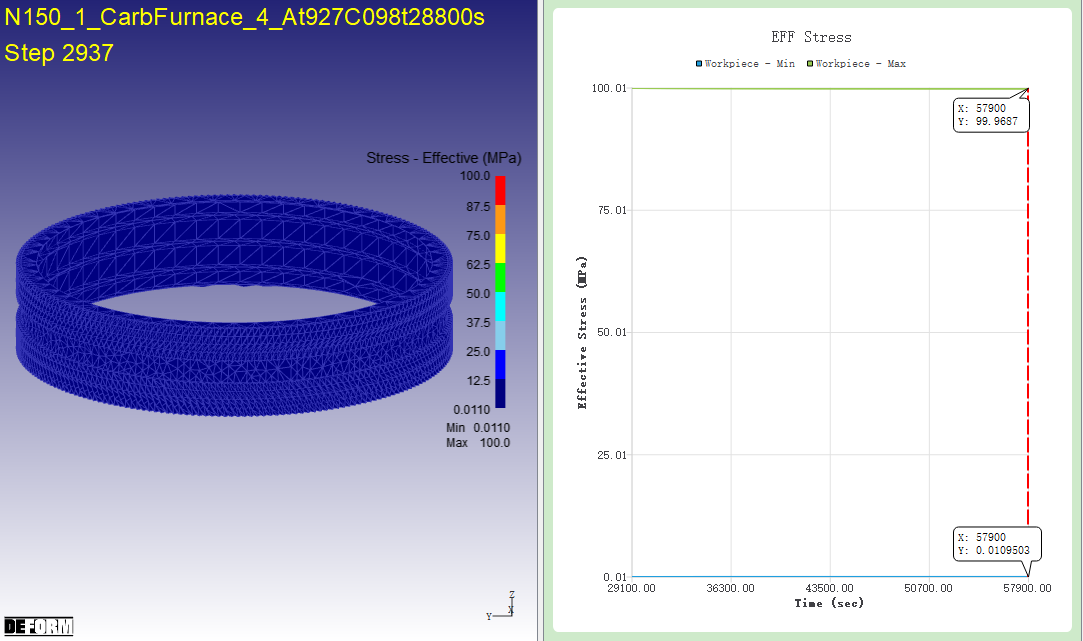 N150_1_CarbFurnace_4_At927C098t28800s
Step 2937
Stress - Effective (MPa)
100.0
87.5
75.0
62.5
50.0
37.5
25.0
12.5
0.0110
Min 0.0110
Max 100.0
Z
X
Y
DEFORM
EFF Stress
Workpiece - Min Workpiece - Max
100.01
X: 57900
Y: 99.9687
75.01
Effective Stress (MPa)
50.01
25.01
X: 57900
Y: 0.0109503
0.01
29100.00 36300.00 43500.00 50700.00 57900.00
Time (sec)